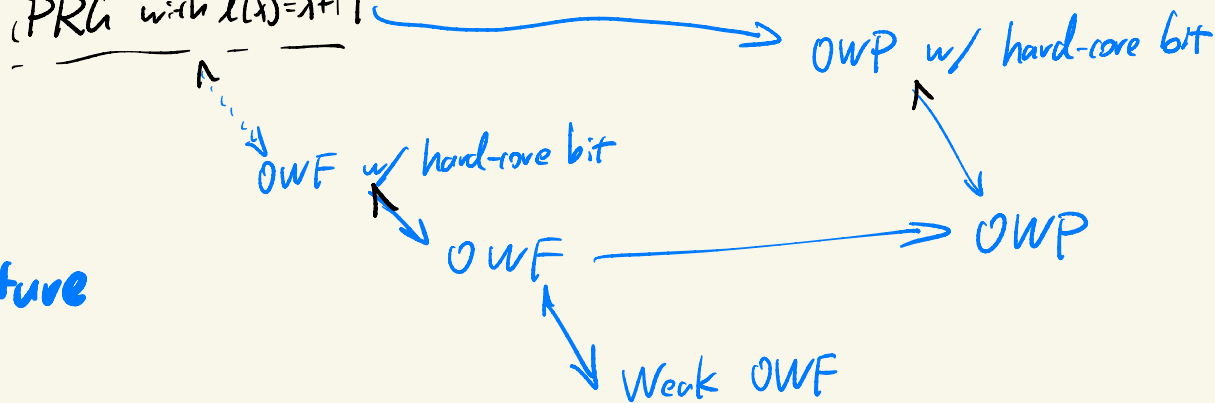 (PRG with l(λ)=λ+1)
OWP w/ hard-core bit
OWF w/ hard-core bit
OWF
OWP
ture
Weak OWF